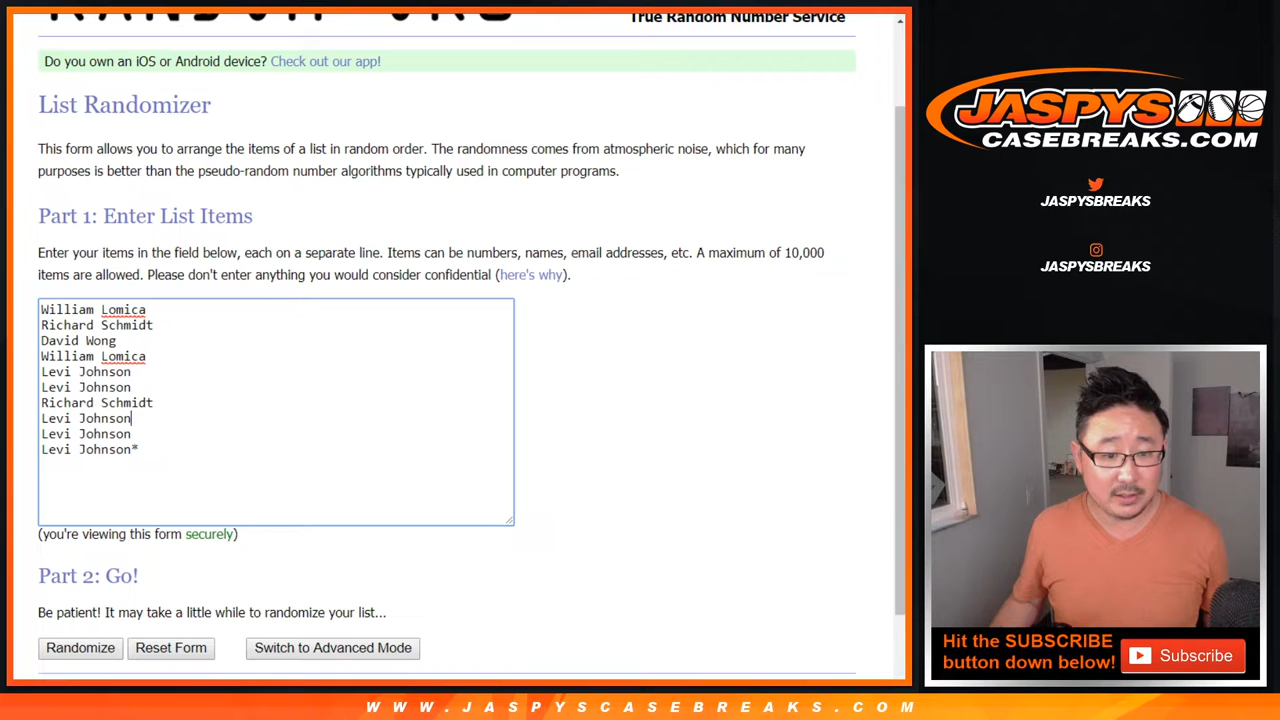 RANDOM ORG
True Random Number Service
Do you own an iOS or Android device? Check out our app!
List Randomizer
This form allows you to arrange the items of a list in random order. The randomness comes from atmospheric noise, which for many
purposes is better than the pseudo-random number algorithms typically used in computer programs.
Part 1: Enter List Items
Enter your items in the field below, each on a separate line. Items can be numbers, names, email addresses, etc. A maximum of 10,000
items are allowed. Please don't enter anything you would consider confidential (here's why).
William Lomica
Richard Schmidt
David Wong
William Lomica
Levi Johnson
Levi Johnson
Richard Schmidt
Levi Johnson
Levi Johnson
Levi Johnson*
(you're viewing this form securely)
Part 2: Go!
Be patient! It may take a little while to randomize your list...
Randomize Reset Form Switch to Advanced Mode
JASPYS
CASEBREAKS.COM
JASPYSBREAKS
JASPYSBREAKS
Hit the SUBSCRIBE
button down below!
Subscribe
WWW.JASPYSCASEBREAKS.COM